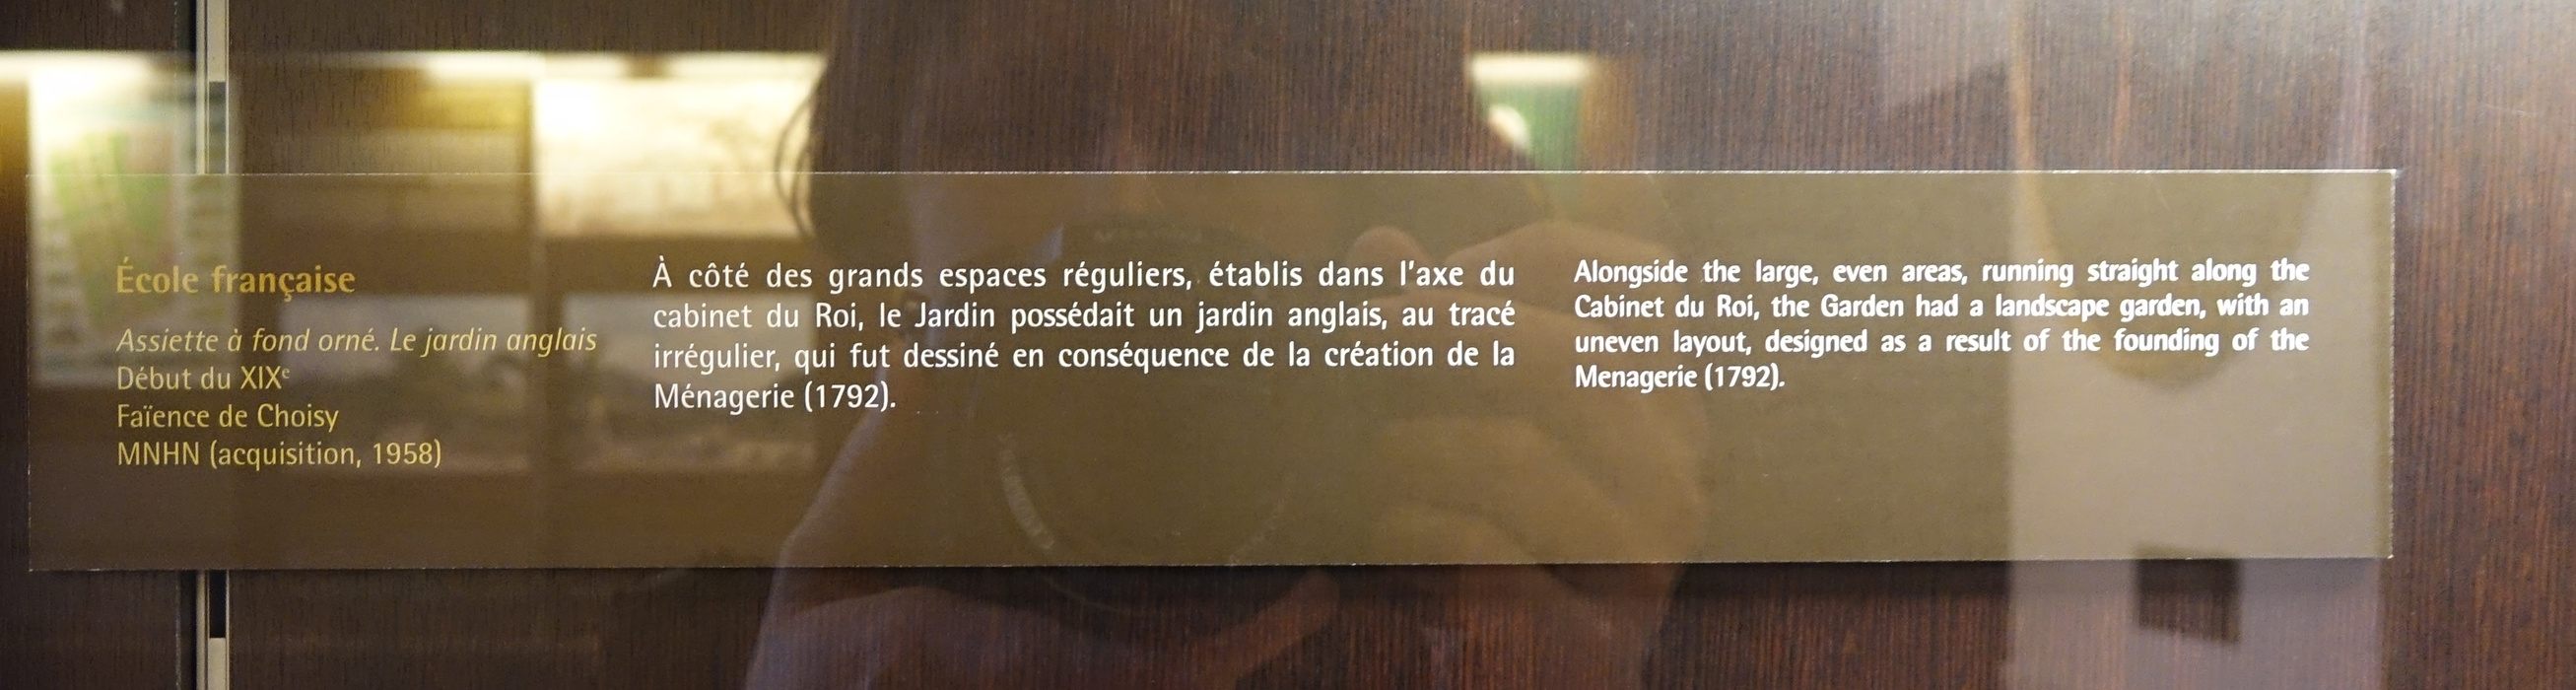 École française
Assiette à fond orné. Le jardin anglais
Début du XIXᵉ
Faïence de Choisy
MNHN (acquisition, 1958)
À côté des grands espaces réguliers, établis dans l'axe du
cabinet du Roi, le Jardin possédait un jardin anglais, au tracé
irrégulier, qui fut dessiné en conséquence de la création de la
Ménagerie (1792).
Alongside the large, even areas, running straight along the
Cabinet du Roi, the Garden had a landscape garden, with an
uneven layout, designed as a result of the founding of the
Menagerie (1792).